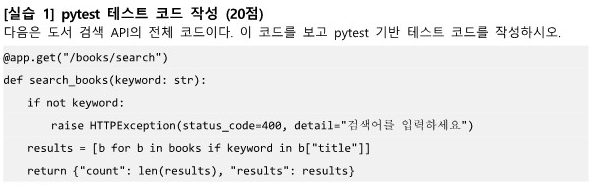 [실습 1] pytest 테스트 코드 작성 (20점)
다음은 도서 검색 API의 전체 코드이다. 이 코드를 보고 pytest 기반 테스트 코드를 작성하시오.
@app.get("/books/search")
def search_books(keyword: str):
    if not keyword:
        raise HTTPException(status_code=400, detail="검색어를 입력하세요")
    results = [b for b in books if keyword in b["title"]]
    return {"count": len(results), "results": results}